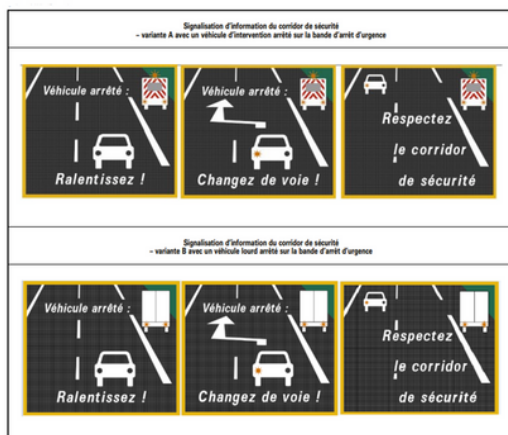 Signalisation d'information du corridor de sécurité
– variante A avec un véhicule d'intervention arrêté sur la bande d'arrêt d'urgence
Véhicule arrêté :
Ralentissez !
Véhicule arrêté :
Changez de voie !
Respectez
le corridor
de sécurité
Signalisation d'information du corridor de sécurité
– variante B avec un véhicule lourd arrêté sur la bande d'arrêt d'urgence
Véhicule arrêté :
Ralentissez !
Véhicule arrêté :
Changez de voie !
Respectez
le corridor
de sécurité